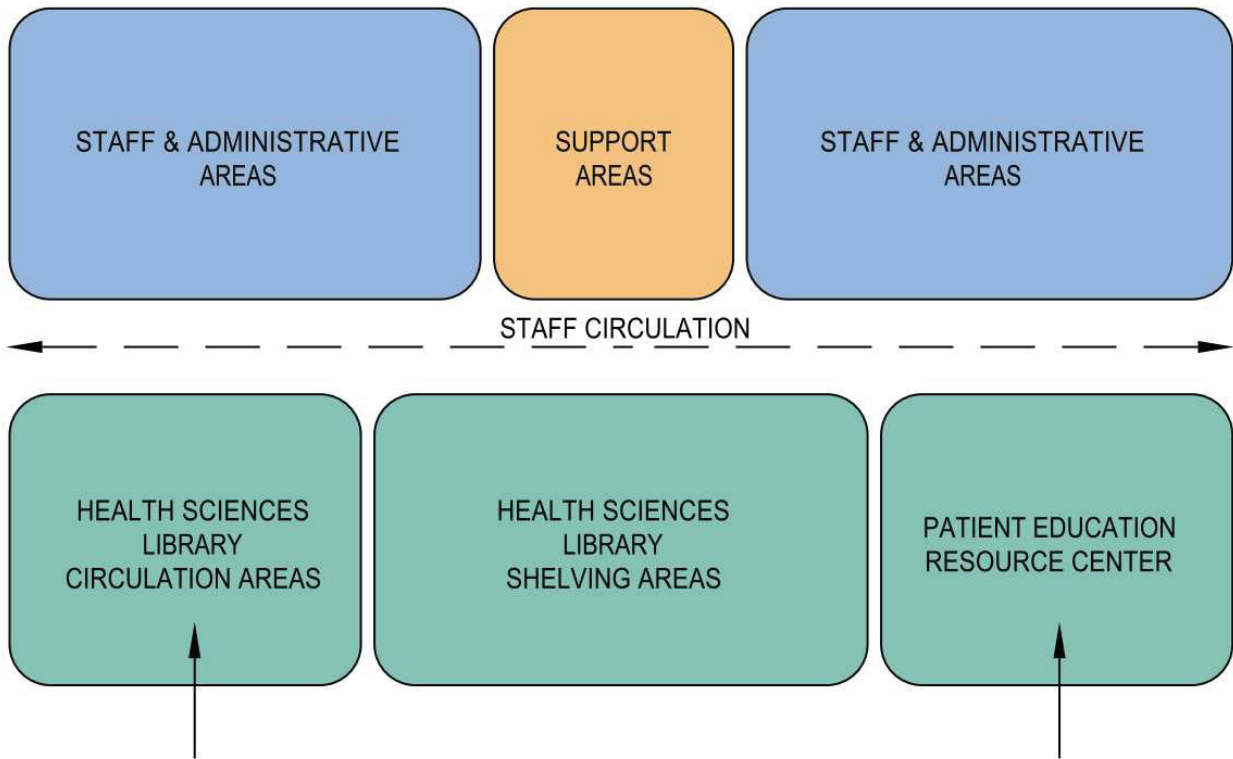 STAFF & ADMINISTRATIVE
AREAS
SUPPORT
AREAS
STAFF & ADMINISTRATIVE
AREAS
STAFF CIRCULATION
HEALTH SCIENCES
LIBRARY
CIRCULATION AREAS
HEALTH SCIENCES
LIBRARY
SHELVING AREAS
PATIENT EDUCATION
RESOURCE CENTER